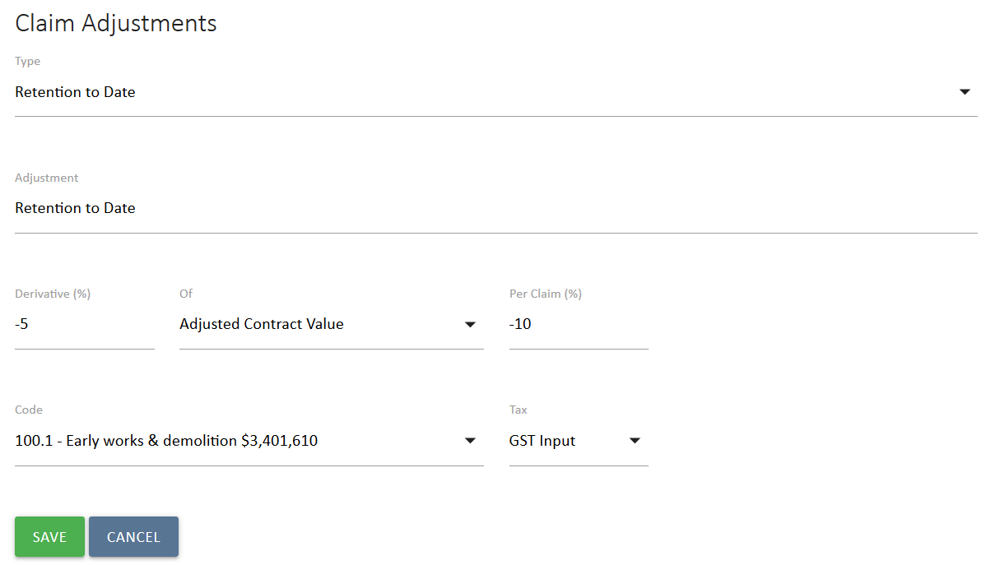 Claim Adjustments
Type
Retention to Date
Adjustment
Retention to Date
Derivative (%) Of Per Claim (%)
-5 Adjusted Contract Value -10
Code Tax
100.1 - Early works & demolition $3,401,610 GST Input
SAVE CANCEL